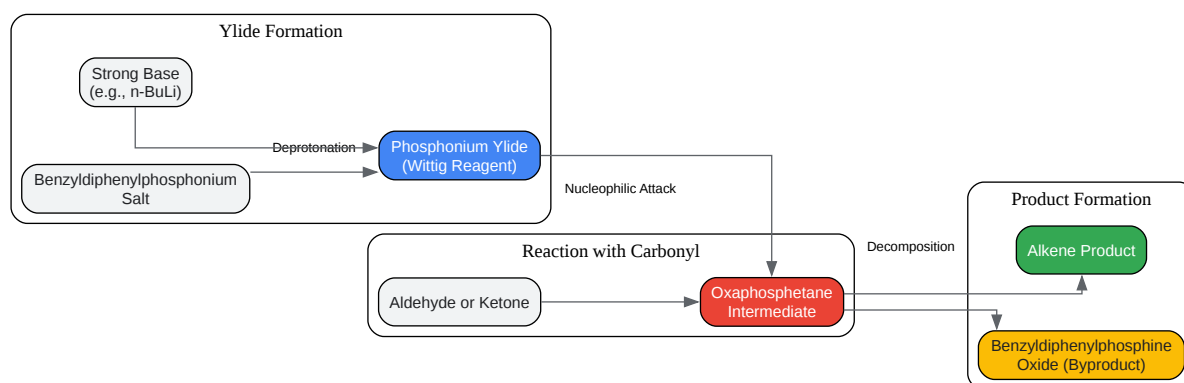 Ylide Formation
Strong Base
(e.g., n-BuLi)
Deprotonation
Phosphonium Ylide
(Wittig Reagent)
Benzyldiphenylphosphonium
Salt
Nucleophilic Attack
Reaction with Carbonyl
Aldehyde or Ketone
Oxaphosphetane
Intermediate
Decomposition
Product Formation
Alkene Product
Benzyldiphenylphosphine
Oxide (Byproduct)